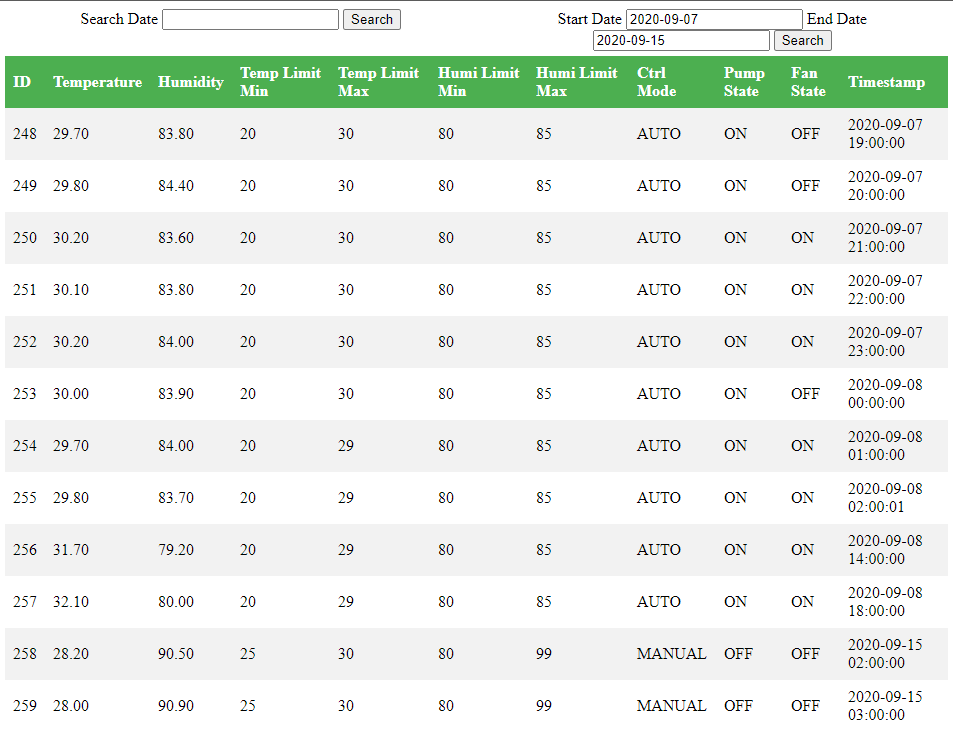 Search Date Search Start Date 2020-09-07 End Date
2020-09-15 Search
ID Temperature Humidity Temp Limit Min Temp Limit Max Humi Limit Min Humi Limit Max Ctrl Mode Pump State Fan State Timestamp
248 29.70 83.80 20 30 80 85 AUTO ON OFF 2020-09-07 19:00:00
249 29.80 84.40 20 30 80 85 AUTO ON OFF 2020-09-07 20:00:00
250 30.20 83.60 20 30 80 85 AUTO ON ON 2020-09-07 21:00:00
251 30.10 83.80 20 30 80 85 AUTO ON ON 2020-09-07 22:00:00
252 30.20 84.00 20 30 80 85 AUTO ON ON 2020-09-07 23:00:00
253 30.00 83.90 20 30 80 85 AUTO ON OFF 2020-09-08 00:00:00
254 29.70 84.00 20 29 80 85 AUTO ON ON 2020-09-08 01:00:00
255 29.80 83.70 20 29 80 85 AUTO ON ON 2020-09-08 02:00:01
256 31.70 79.20 20 29 80 85 AUTO ON ON 2020-09-08 14:00:00
257 32.10 80.00 20 29 80 85 AUTO ON ON 2020-09-08 18:00:00
258 28.20 90.50 25 30 80 99 MANUAL OFF OFF 2020-09-15 02:00:00
259 28.00 90.90 25 30 80 99 MANUAL OFF OFF 2020-09-15 03:00:00